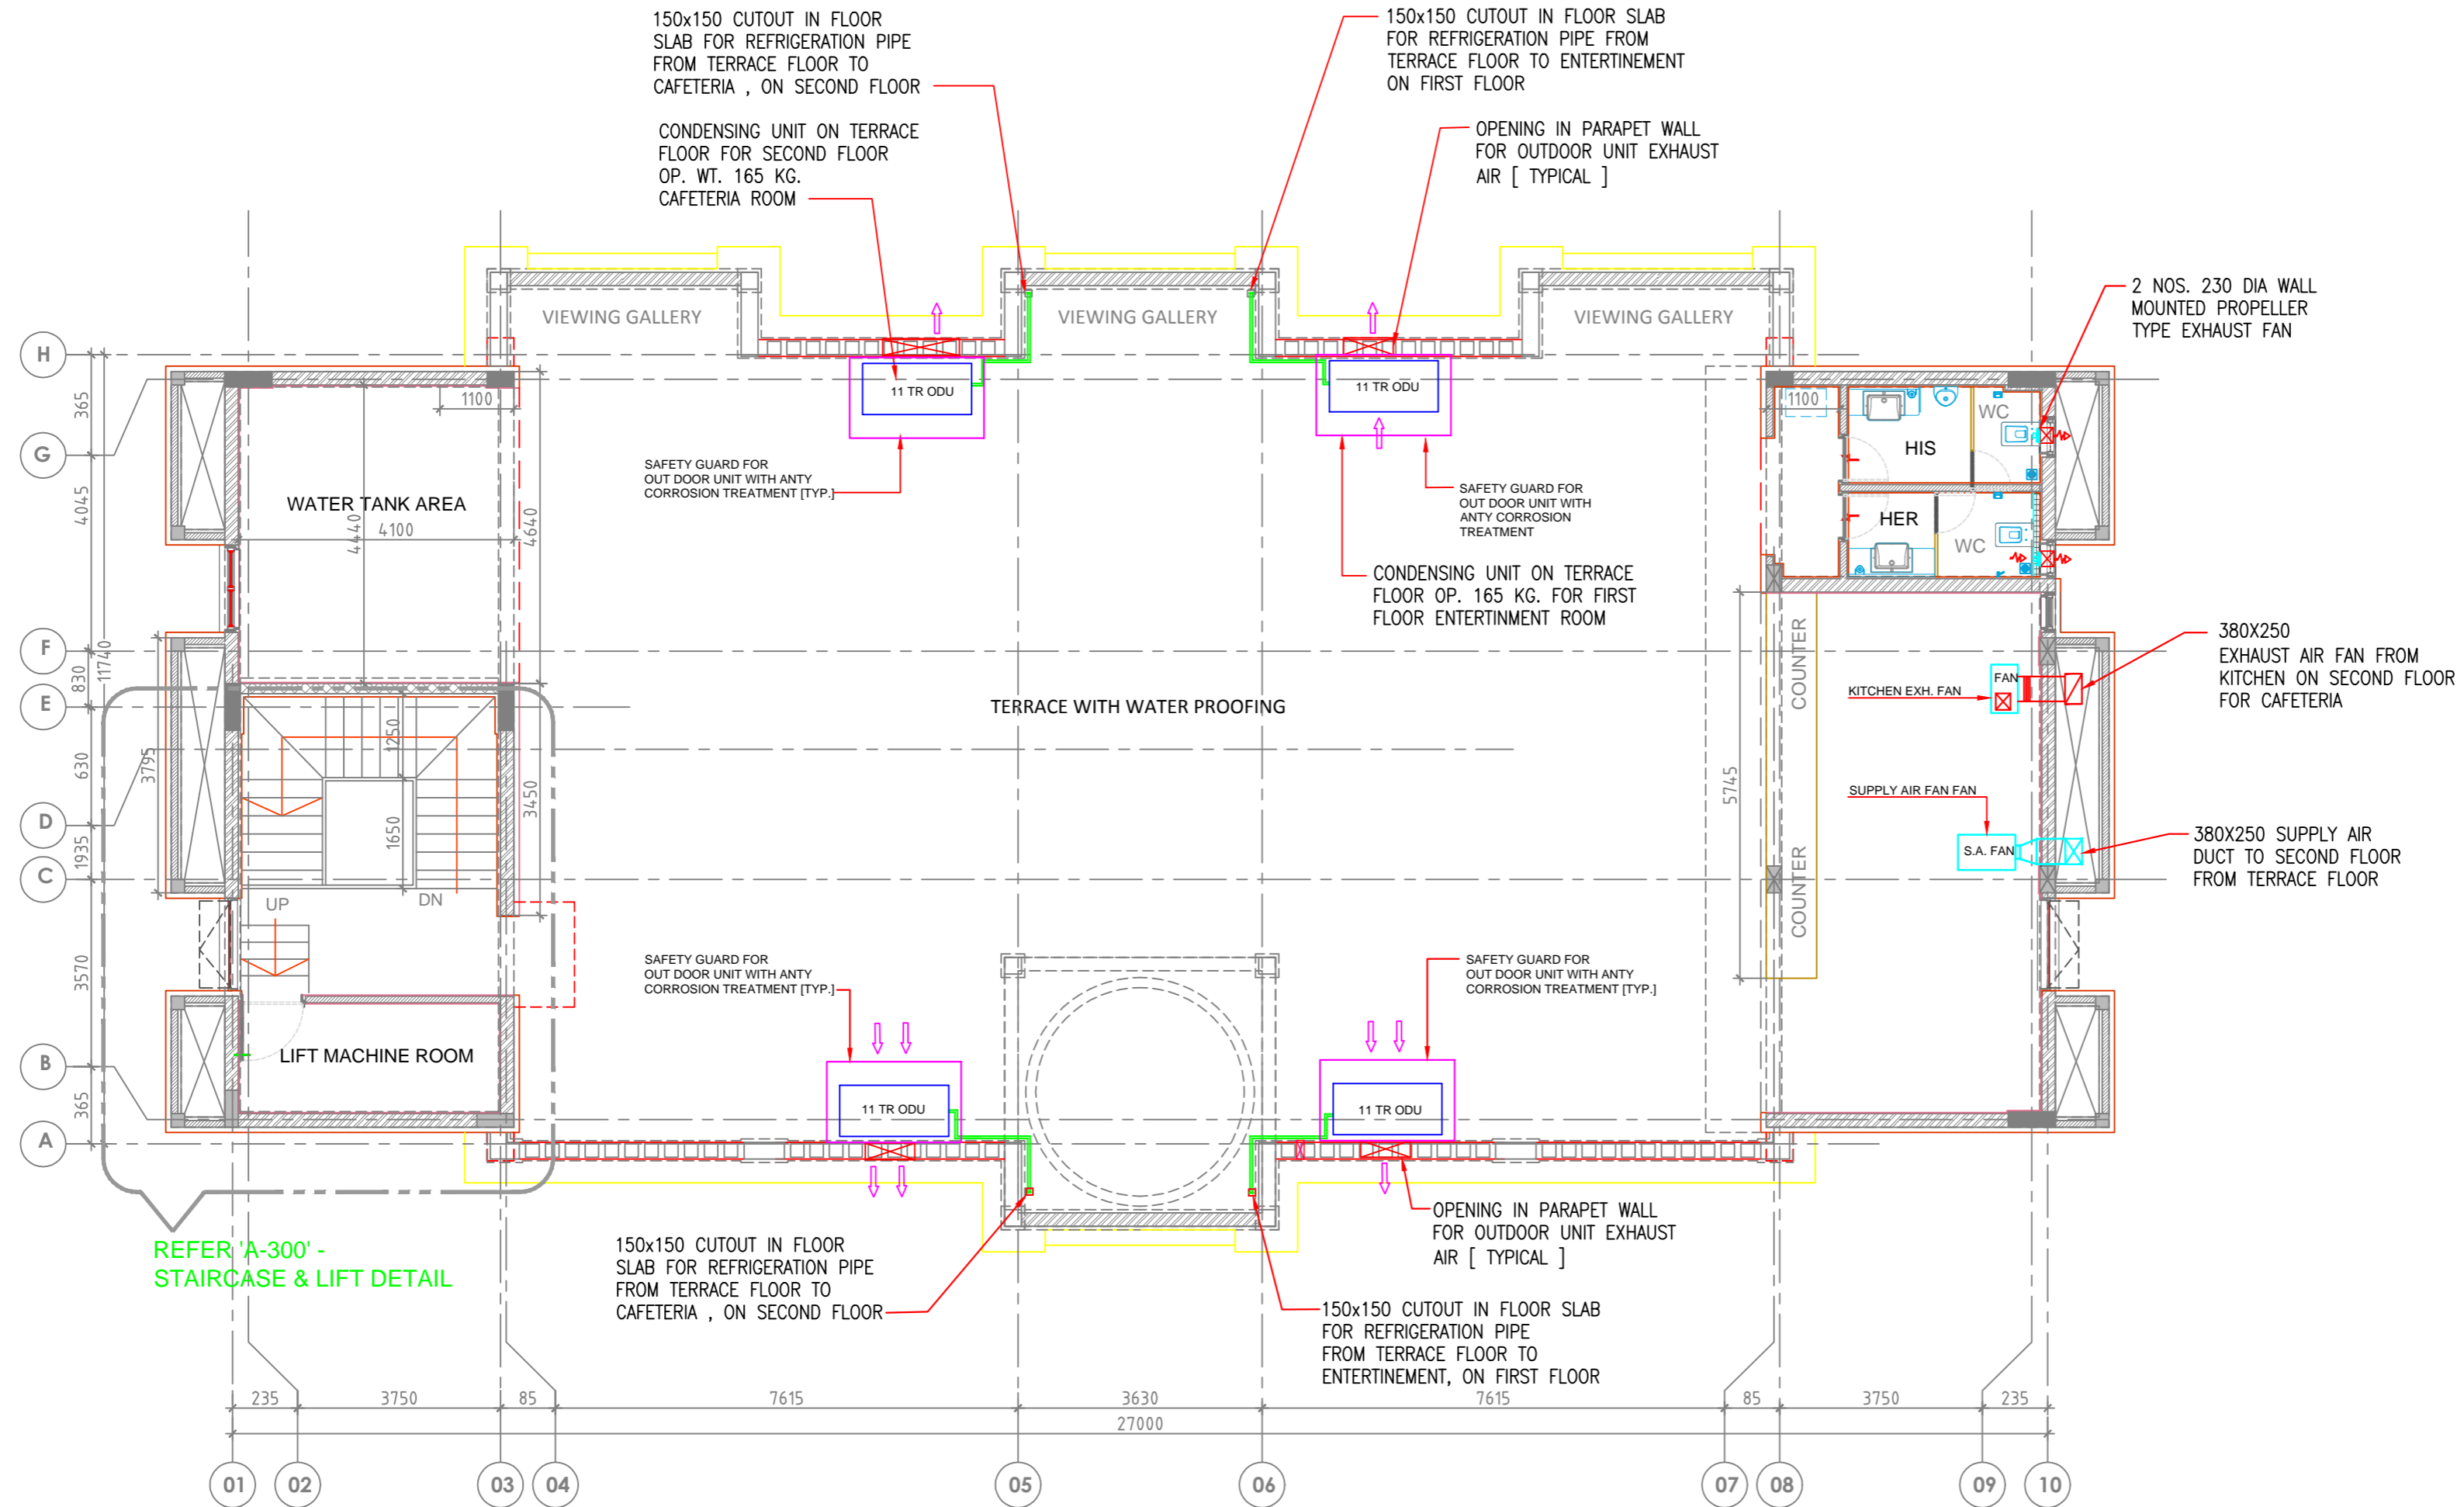 150x150 CUTOUT IN FLOOR
SLAB FOR REFRIGERATION PIPE
FROM TERRACE FLOOR TO
CAFETERIA , ON SECOND FLOOR
150x150 CUTOUT IN FLOOR SLAB
FOR REFRIGERATION PIPE FROM
TERRACE FLOOR TO ENTERTINEMENT
ON FIRST FLOOR
CONDENSING UNIT ON TERRACE
FLOOR FOR SECOND FLOOR
OP. WT. 165 KG.
CAFETERIA ROOM
OPENING IN PARAPET WALL
FOR OUTDOOR UNIT EXHAUST
AIR [ TYPICAL ]
2 NOS. 230 DIA WALL
MOUNTED PROPELLER
TYPE EXHAUST FAN
VIEWING GALLERY
VIEWING GALLERY
VIEWING GALLERY
H
G
F
E
D
C
B
A
365
4045
830
630
1935
3570
365
11740
3795
1100
4440
4100
4640
WATER TANK AREA
11 TR ODU
11 TR ODU
SAFETY GUARD FOR
OUT DOOR UNIT WITH ANTY
CORROSION TREATMENT [TYP.]
SAFETY GUARD FOR
OUT DOOR UNIT WITH
ANTY CORROSION
TREATMENT
CONDENSING UNIT ON TERRACE
FLOOR OP. 165 KG. FOR FIRST
FLOOR ENTERTINMENT ROOM
1100
HIS
WC
HER
WC
COUNTER
COUNTER
5745
380X250
EXHAUST AIR FAN FROM
KITCHEN ON SECOND FLOOR
FOR CAFETERIA
FAN
KITCHEN EXH. FAN
TERRACE WITH WATER PROOFING
SUPPLY AIR FAN FAN
S.A. FAN
380X250 SUPPLY AIR
DUCT TO SECOND FLOOR
FROM TERRACE FLOOR
1250
1650
3450
UP
DN
LIFT MACHINE ROOM
SAFETY GUARD FOR
OUT DOOR UNIT WITH ANTY
CORROSION TREATMENT [TYP.]
SAFETY GUARD FOR
OUT DOOR UNIT WITH ANTY
CORROSION TREATMENT [TYP.]
11 TR ODU
11 TR ODU
REFER 'A-300' -
STAIRCASE & LIFT DETAIL
150x150 CUTOUT IN FLOOR
SLAB FOR REFRIGERATION PIPE
FROM TERRACE FLOOR TO
CAFETERIA , ON SECOND FLOOR
OPENING IN PARAPET WALL
FOR OUTDOOR UNIT EXHAUST
AIR [ TYPICAL ]
150x150 CUTOUT IN FLOOR SLAB
FOR REFRIGERATION PIPE
FROM TERRACE FLOOR TO
ENTERTINEMENT, ON FIRST FLOOR
235 3750 85 7615 3630 7615 85 3750 235
27000
01 02 03 04 05 06 07 08 09 10